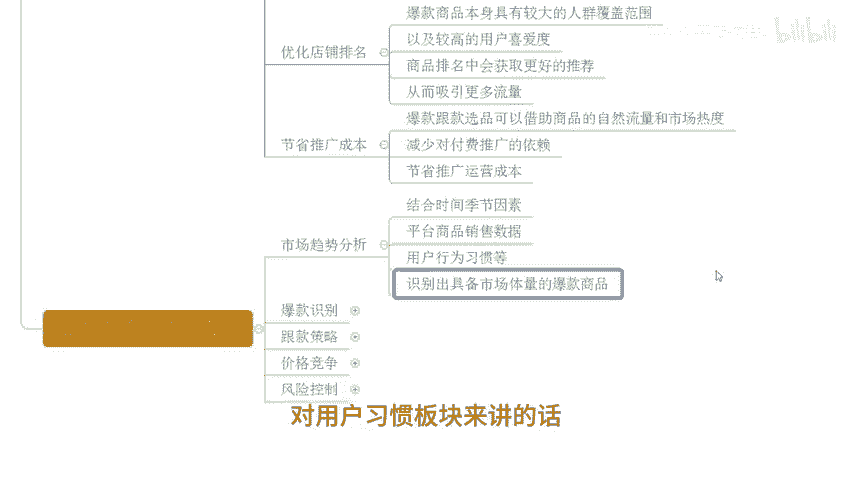 爆款商品本身具有较大的人群覆盖范围
优化店铺排名
以及较高的用户喜爱度
商品排名中会获取更好的推荐
从而吸引更多流量
爆款跟款选品可以借助商品的自然流量和市场热度
节省推广成本
减少对付费推广的依赖
节省推广运营成本
结合时间季节因素
平台商品销售数据
市场趋势分析
用户行为习惯等
识别出具备市场体量的爆款商品
爆款识别
跟款策略
价格竞争
风险控制
对用户习惯板块来讲的话
bilibili